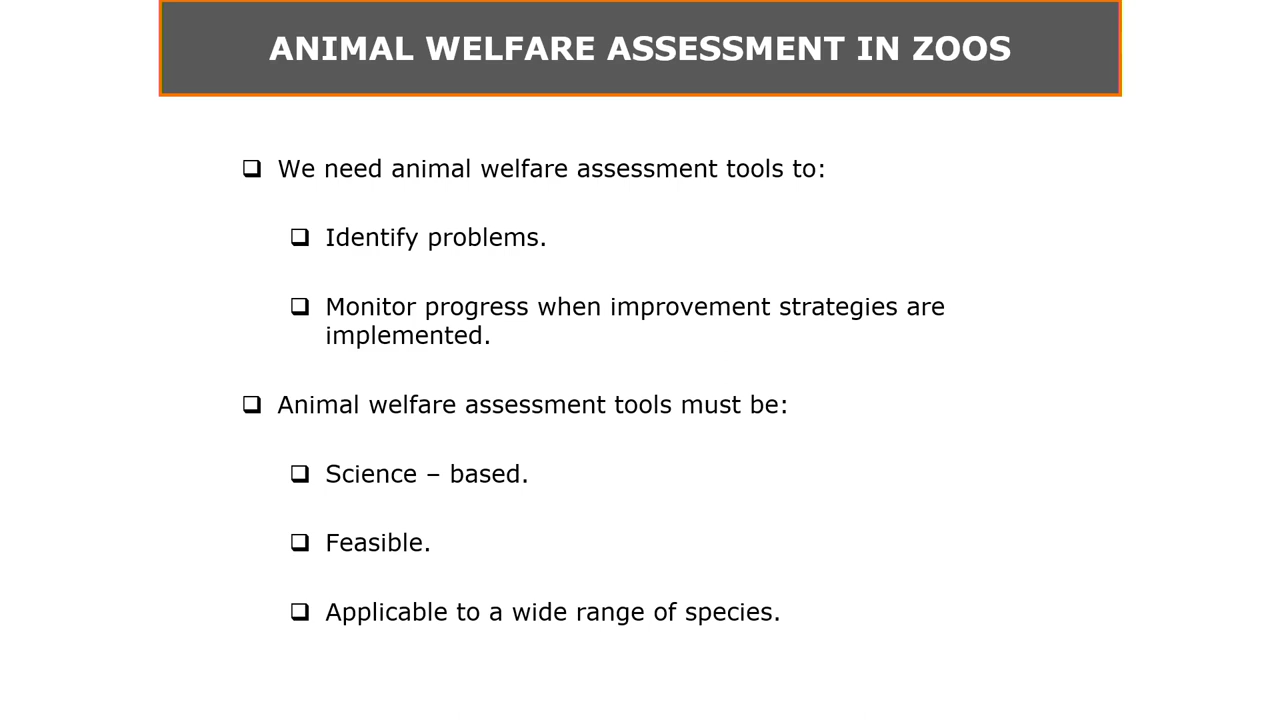 ANIMAL WELFARE ASSESSMENT IN ZOOS
❑ We need animal welfare assessment tools to:
❑ Identify problems.
❑ Monitor progress when improvement strategies are
implemented.
❑ Animal welfare assessment tools must be:
❑ Science – based.
❑ Feasible.
❑ Applicable to a wide range of species.